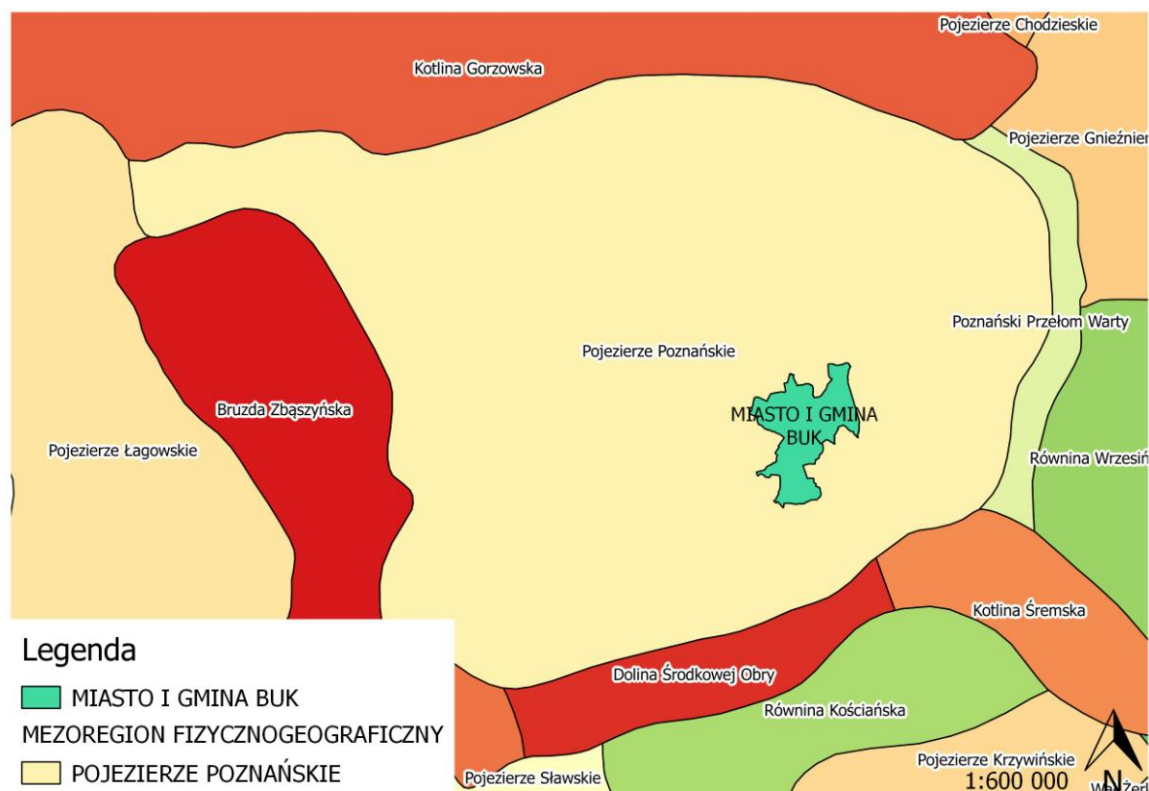 Pojezierze Chodzieskie
Kotlina Gorzowska
Pojezierze Gnieźnień
Poznański Przełom Warty
Pojezierze Poznańskie
Bruzda Zbąszyńska
MIASTO I GMINA
BUK
Pojezierze Łagowskie
Równina Wrzesiń
Kotlina Śremska
Legenda
Dolina Środkowej Obry
MIASTO I GMINA BUK
Równina Kościańska
MEZOREGION FIZYCZNOGEOGRAFICZNY
Pojezierze Krzywińskie
POJEZIERZE POZNAŃSKIE
Pojezierze Sławskie
1:600 000
N